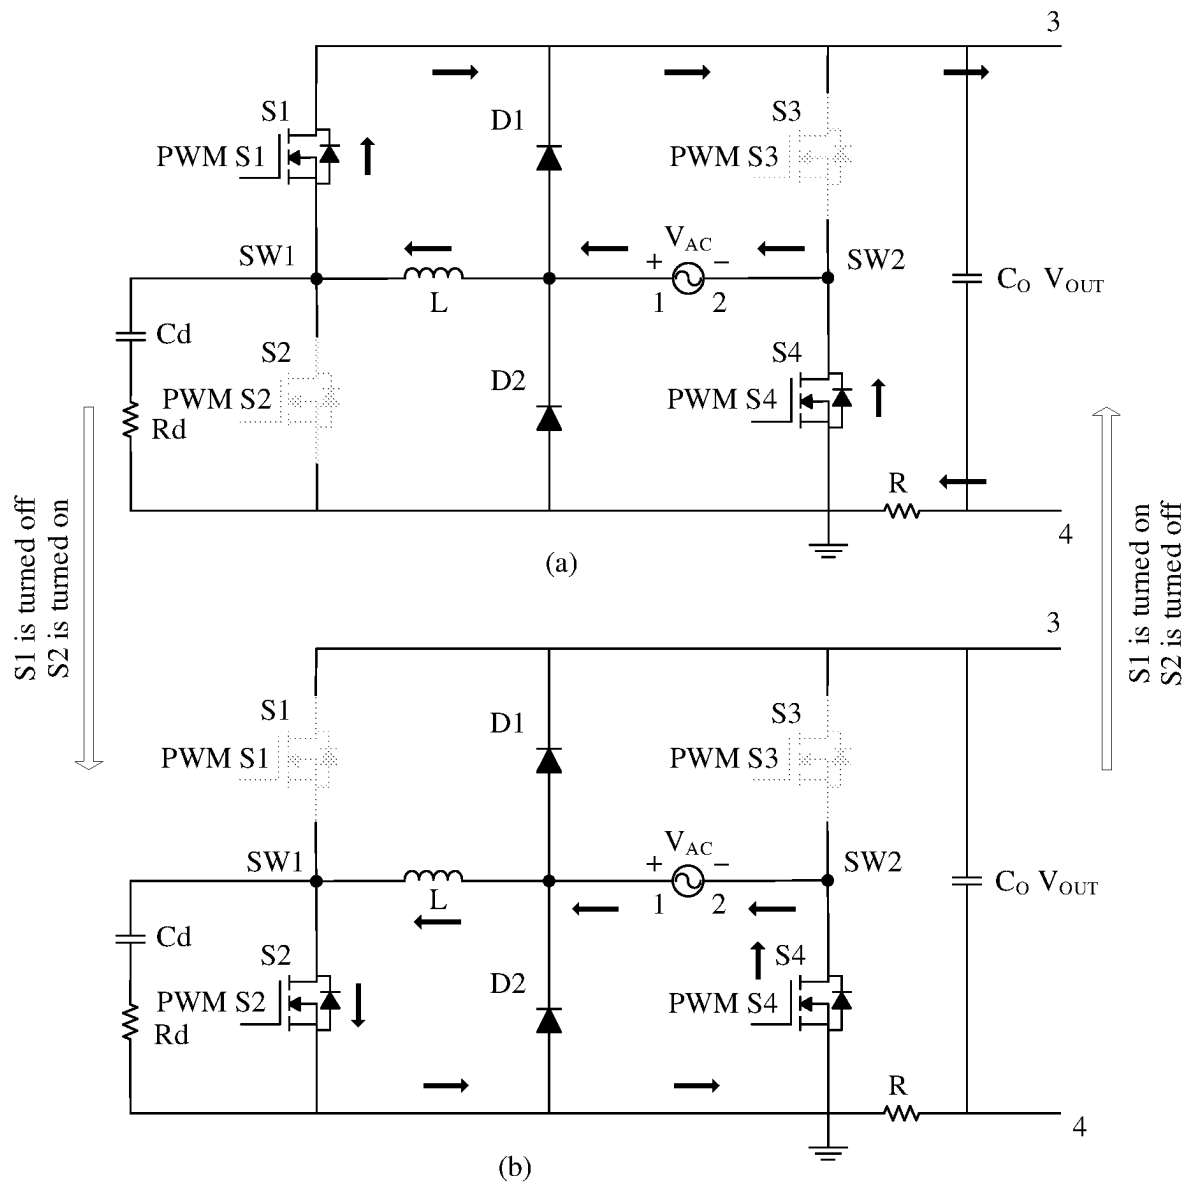 3
S1
PWM S1
D1
S3
PWM S3
SW1
L
+ V_AC −
1 2
SW2
C_O V_OUT
Cd
Rd
S2
PWM S2
D2
S4
PWM S4
R
4
S1 is turned off
S2 is turned on
S1 is turned on
S2 is turned off
(a)
3
S1
PWM S1
D1
S3
PWM S3
SW1
L
+ V_AC −
1 2
SW2
C_O V_OUT
Cd
Rd
S2
PWM S2
D2
S4
PWM S4
R
4
(b)